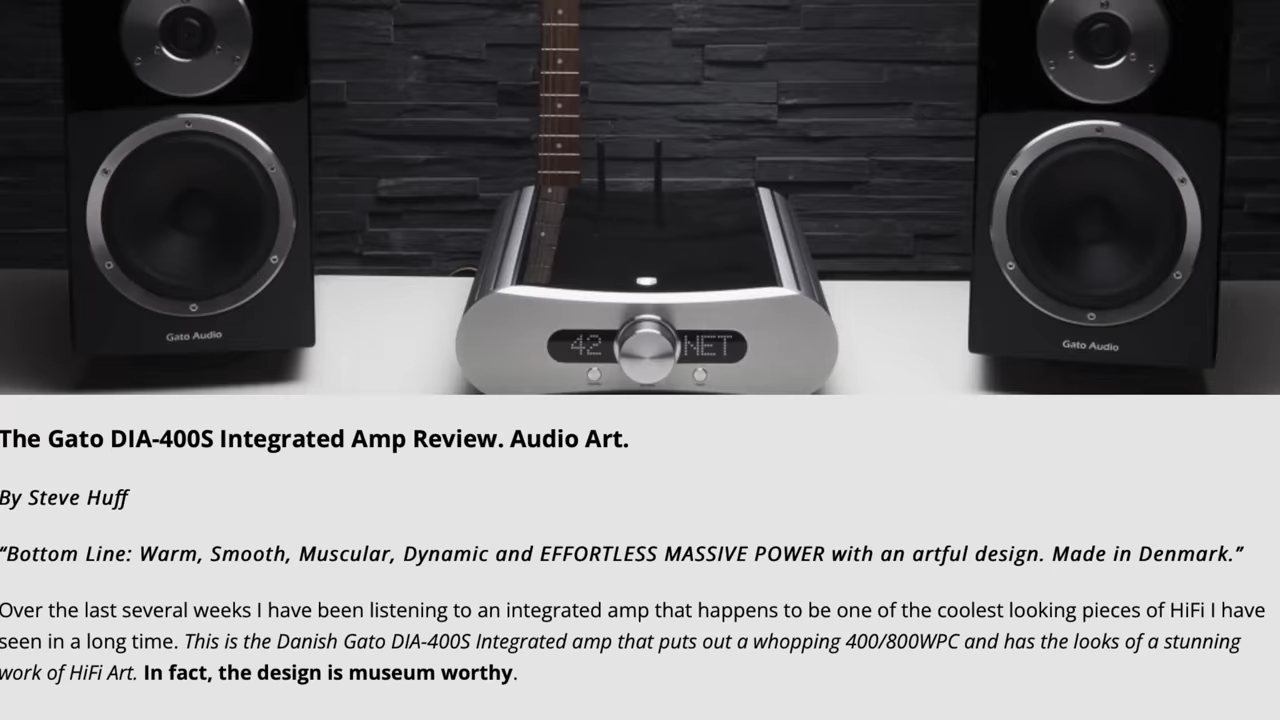 Gato Audio
42 NET
Gato Audio
The Gato DIA-400S Integrated Amp Review. Audio Art.
By Steve Huff
“Bottom Line: Warm, Smooth, Muscular, Dynamic and EFFORTLESS MASSIVE POWER with an artful design. Made in Denmark.”
Over the last several weeks I have been listening to an integrated amp that happens to be one of the coolest looking pieces of HiFi I have
seen in a long time. This is the Danish Gato DIA-400S Integrated amp that puts out a whopping 400/800WPC and has the looks of a stunning
work of HiFi Art. In fact, the design is museum worthy.